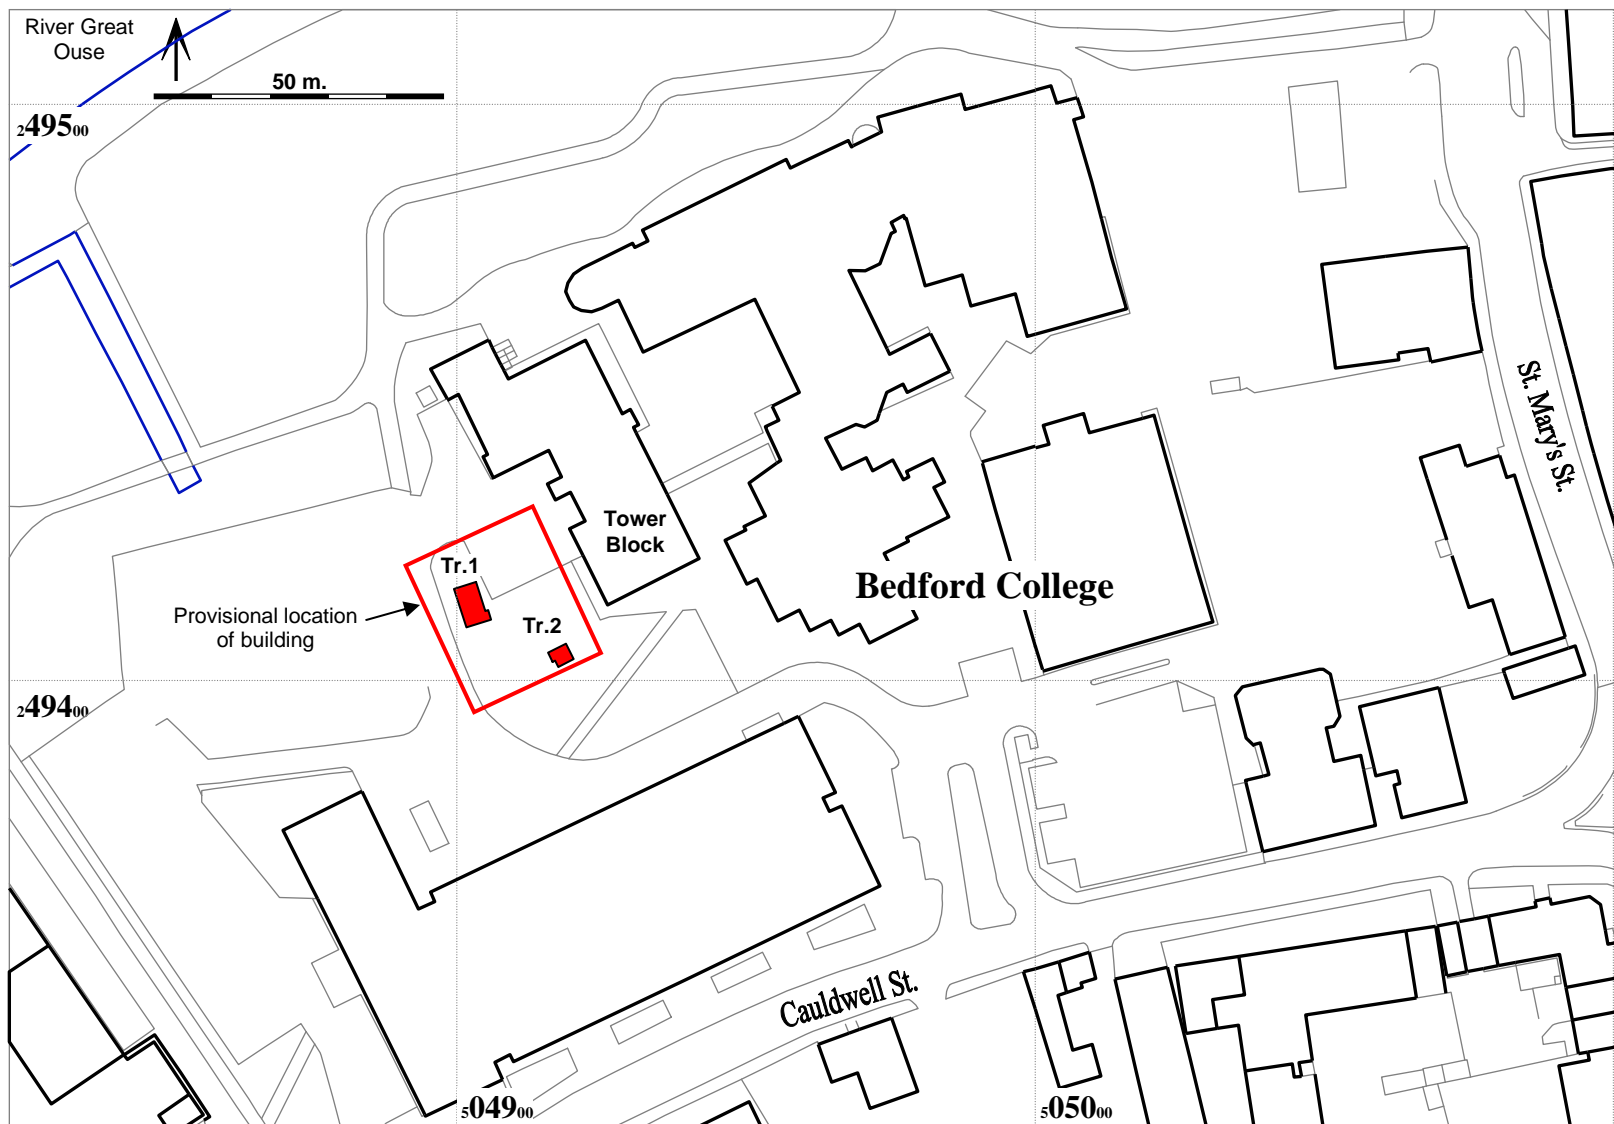 River Great
Ouse
50 m.
249500
Tower
Block
Tr.1
Bedford College
Provisional location
of building
Tr.2
St. Mary's St.
249400
Cauldwell St.
504900
505000